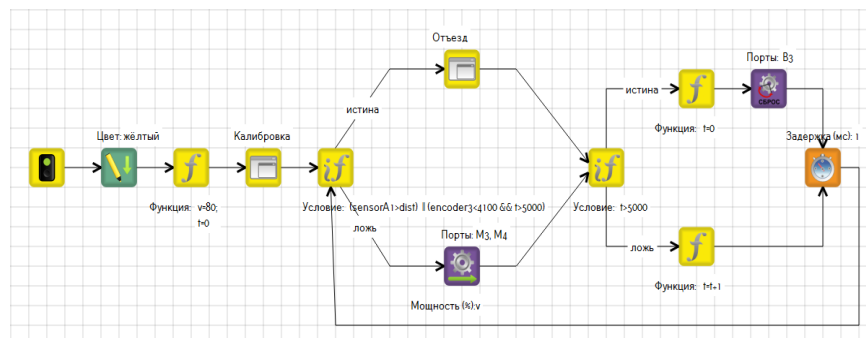 Отъезд
Порты: B3
истина
истина
СБРОС
Функция: t=0
Цвет: жёлтый
Калибровка
Задержка (мс): 1
f
if
Функция: v=80;
t=0
Условие: (sensorA1>dist) || (encoder3<4100 && t>5000)
Условие: t>5000
ложь
Порты: M3, M4
ложь
Функция: t=t+1
Мощность (%):v